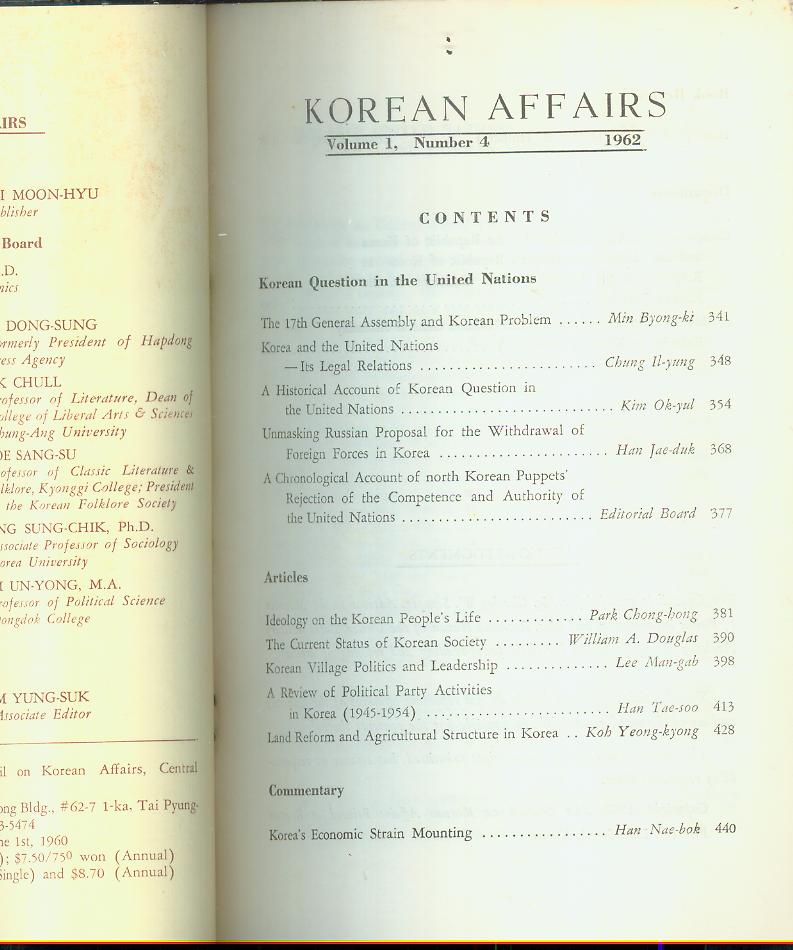 AIRS
I MOON-HYU
blisher
Board
.D.
nics
DONG-SUNG
ormerly President of Hapdong
ess Agency
K CHULL
rofessor of Literature, Dean of
ollege of Liberal Arts & Sciences
hung-Ang University
OE SANG-SU
ofessor of Classic Literature &
lklore, Kyonggi College; President
the Korean Folklore Society
NG SUNG-CHIK, Ph.D.
ssociate Professor of Sociology
orea University
I UN-YONG, M.A.
rofessor of Political Science
ongdok College
M YUNG-SUK
Associate Editor
il on Korean Affairs, Central
ong Bldg., #62-7 1-ka, Tai Pyung-
3-5474
ne 1st, 1960
); $7.50/750 won (Annual)
Single) and $8.70 (Annual)
KOREAN AFFAIRS
Volume 1, Number 4 1962
CONTENTS
Korean Question in the United Nations
The 17th General Assembly and Korean Problem ...... Min Byong-ki 341
Korea and the United Nations
—Its Legal Relations ........................ Chung Il-yung 348
A Historical Account of Korean Question in
the United Nations ............................. Kim Ok-yul 354
Unmasking Russian Proposal for the Withdrawal of
Foreign Forces in Korea ....................... Han Jae-duk 368
A Chronological Account of north Korean Puppets'
Rejection of the Competence and Authority of
the United Nations .......................... Editorial Board 377
Articles
Ideology on the Korean People's Life ............. Park Chong-hong 381
The Current Status of Korean Society ......... William A. Douglas 390
Korean Village Politics and Leadership .............. Lee Man-gab 398
A Review of Political Party Activities
in Korea (1945-1954) ......................... Han Tae-soo 413
Land Reform and Agricultural Structure in Korea .. Koh Yeong-kyong 428
Commentary
Korea's Economic Strain Mounting ................. Han Nae-bok 440